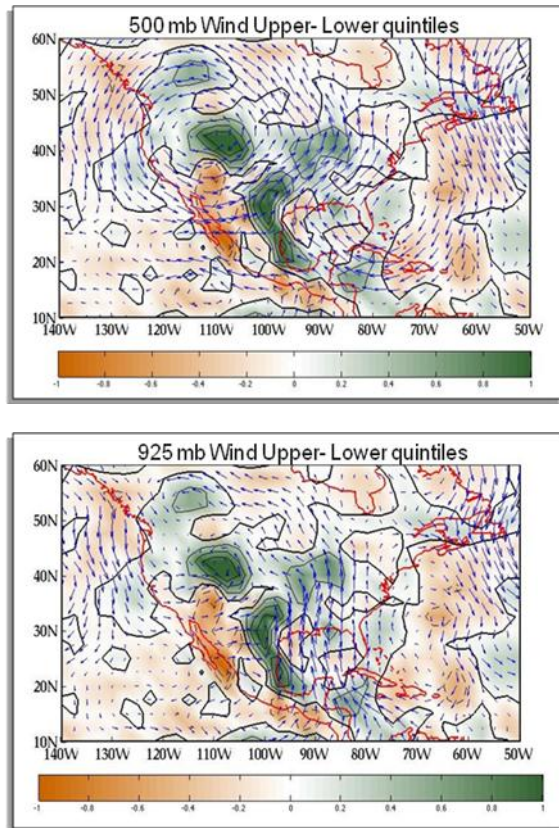 500 mb Wind Upper- Lower quintiles
60N
50N
40N
30N
20N
10N
140W 130W 120W 110W 100W 90W 80W 70W 60W 50W
-1 -0.8 -0.6 -0.4 -0.2 0 0.2 0.4 0.6 0.8 1
925 mb Wind Upper- Lower quintiles
60N
50N
40N
30N
20N
10N
140W 130W 120W 110W 100W 90W 80W 70W 60W 50W
-1 -0.8 -0.6 -0.4 -0.2 0 0.2 0.4 0.6 0.8 1